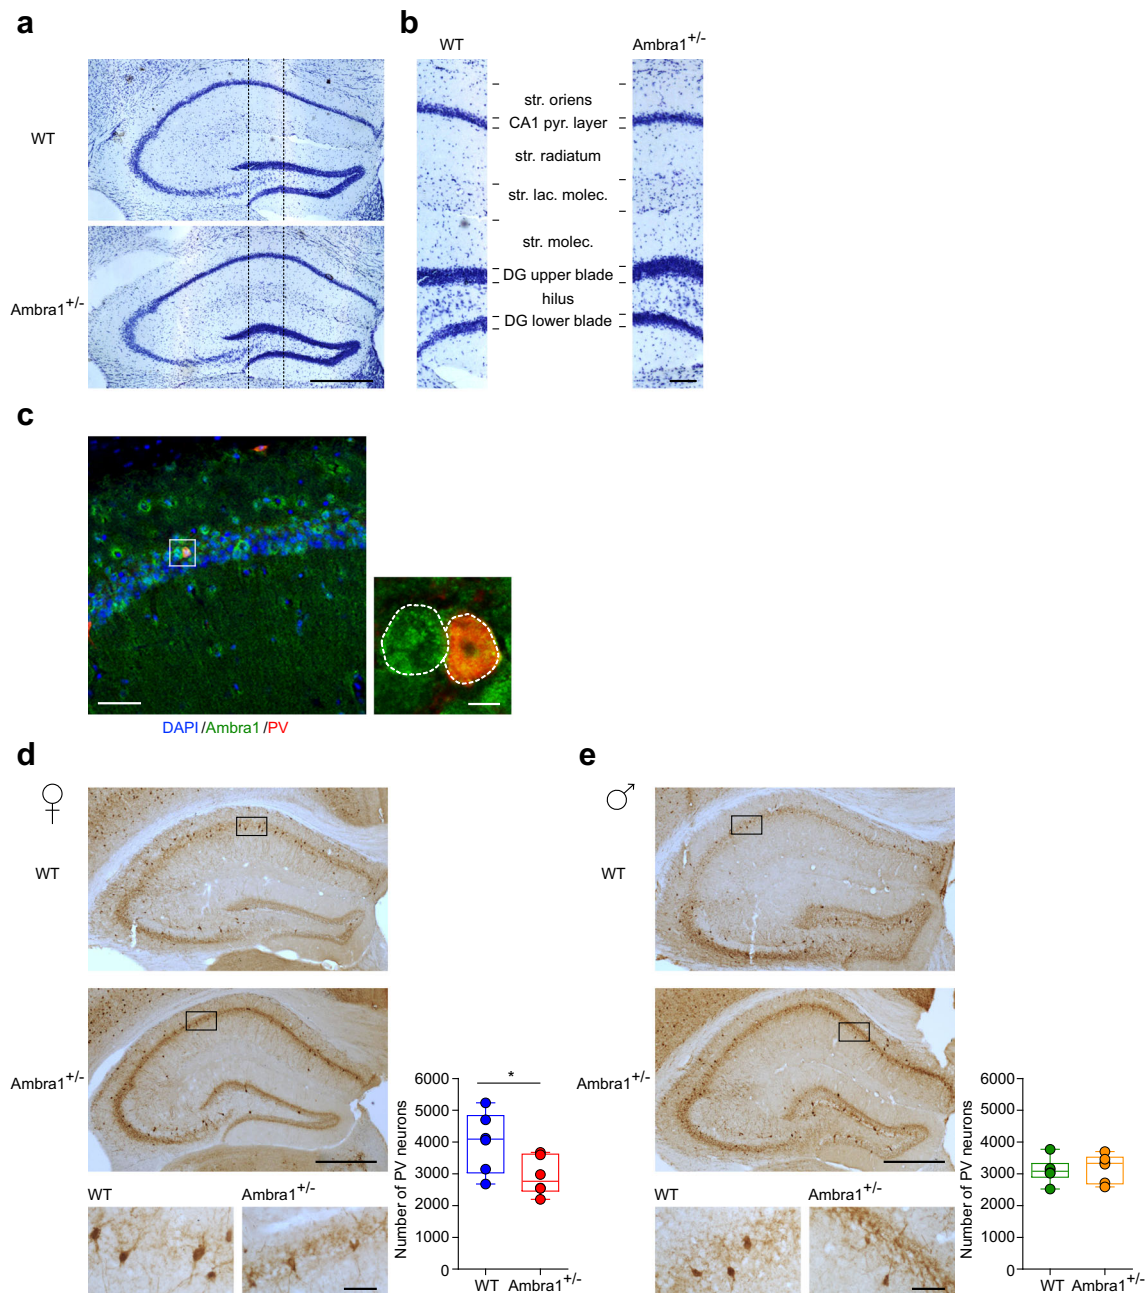 a
WT
Ambra1+/-
b
WT
Ambra1+/-
str. oriens
CA1 pyr. layer
str. radiatum
str. lac. molec.
str. molec.
DG upper blade
hilus
DG lower blade
c
DAPI /Ambra1 /PV
d
♀
WT
Ambra1+/-
WT
Ambra1+/-
Number of PV neurons
6000
5000
4000
3000
2000
1000
0
*
WT
Ambra1+/-
e
♂
WT
Ambra1+/-
WT
Ambra1+/-
Number of PV neurons
6000
5000
4000
3000
2000
1000
0
WT
Ambra1+/-